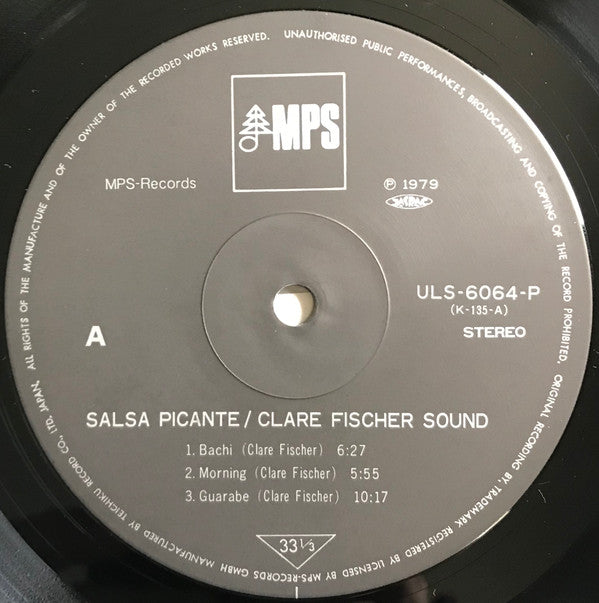 ALL RIGHTS OF THE MANUFACTURE AND OF THE OWNER OF THE RECORDED WORKS RESERVED. UNAUTHORISED PUBLIC PERFORMANCES, BROADCASTING AND COPYING OF THE RECORD PROHIBITED. ORIGINAL RECORDING BY, TRADEMARK REGISTERED BY, LICENSED BY MPS-RECORDS GMBH MANUFACTURED BY TEICHIKU RECORD CO., LTD. JAPAN.
MPS
MPS-Records
℗ 1979
ULS-6064-P
(K-135-A)
A
STEREO
SALSA PICANTE / CLARE FISCHER SOUND
1. Bachi (Clare Fischer) 6:27
2. Morning (Clare Fischer) 5:55
3. Guarabe (Clare Fischer) 10:17
33 1/3